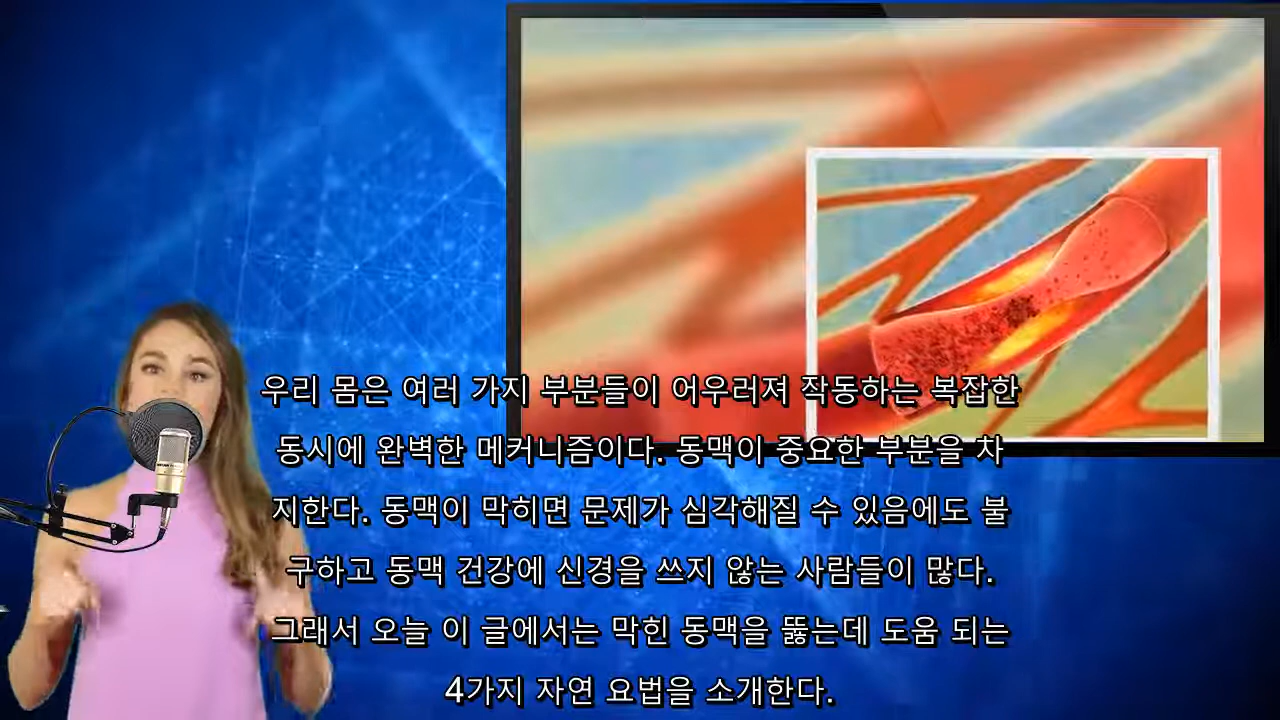 우리 몸은 여러 가지 부분들이 어우러져 작동하는 복잡한
동시에 완벽한 메커니즘이다. 동맥이 중요한 부분을 차
지한다. 동맥이 막히면 문제가 심각해질 수 있음에도 불
구하고 동맥 건강에 신경을 쓰지 않는 사람들이 많다.
그래서 오늘 이 글에서는 막힌 동맥을 뚫는데 도움 되는
4가지 자연 요법을 소개한다.